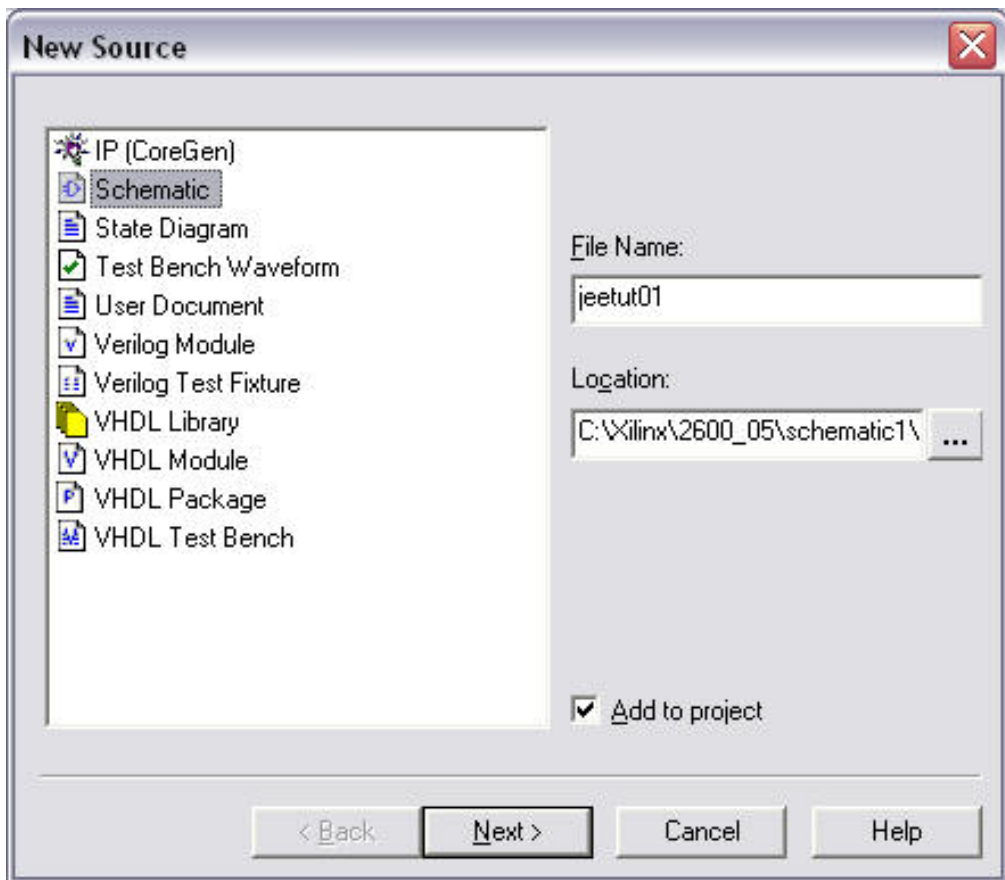 New Source
IP (CoreGen)
Schematic
State Diagram
Test Bench Waveform
User Document
Verilog Module
Verilog Test Fixture
VHDL Library
VHDL Module
VHDL Package
VHDL Test Bench
File Name:
jeetut01
Location:
C:\Xilinx\2600_05\schematic1\
...
Add to project
< Back
Next >
Cancel
Help